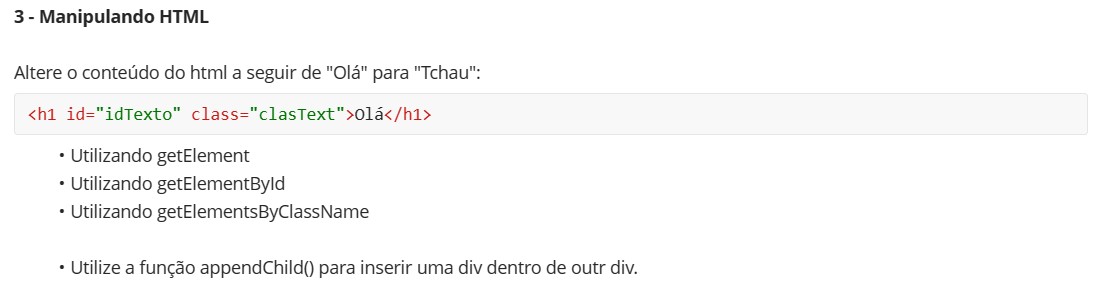 3 - Manipulando HTML
Altere o conteúdo do html a seguir de "Olá" para "Tchau":
<h1 id="idTexto" class="clasText">Olá</h1>
• Utilizando getElement
• Utilizando getElementById
• Utilizando getElementsByClassName
• Utilize a função appendChild() para inserir uma div dentro de outr div.